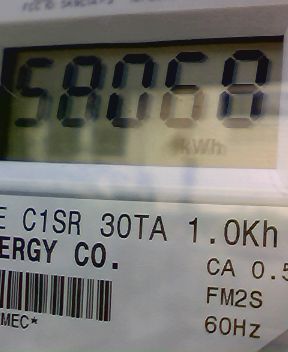 58068
kWh
E C1SR 30TA 1.0Kh
ERGY CO.
CA 0.5
FM2S
MEC*
60Hz